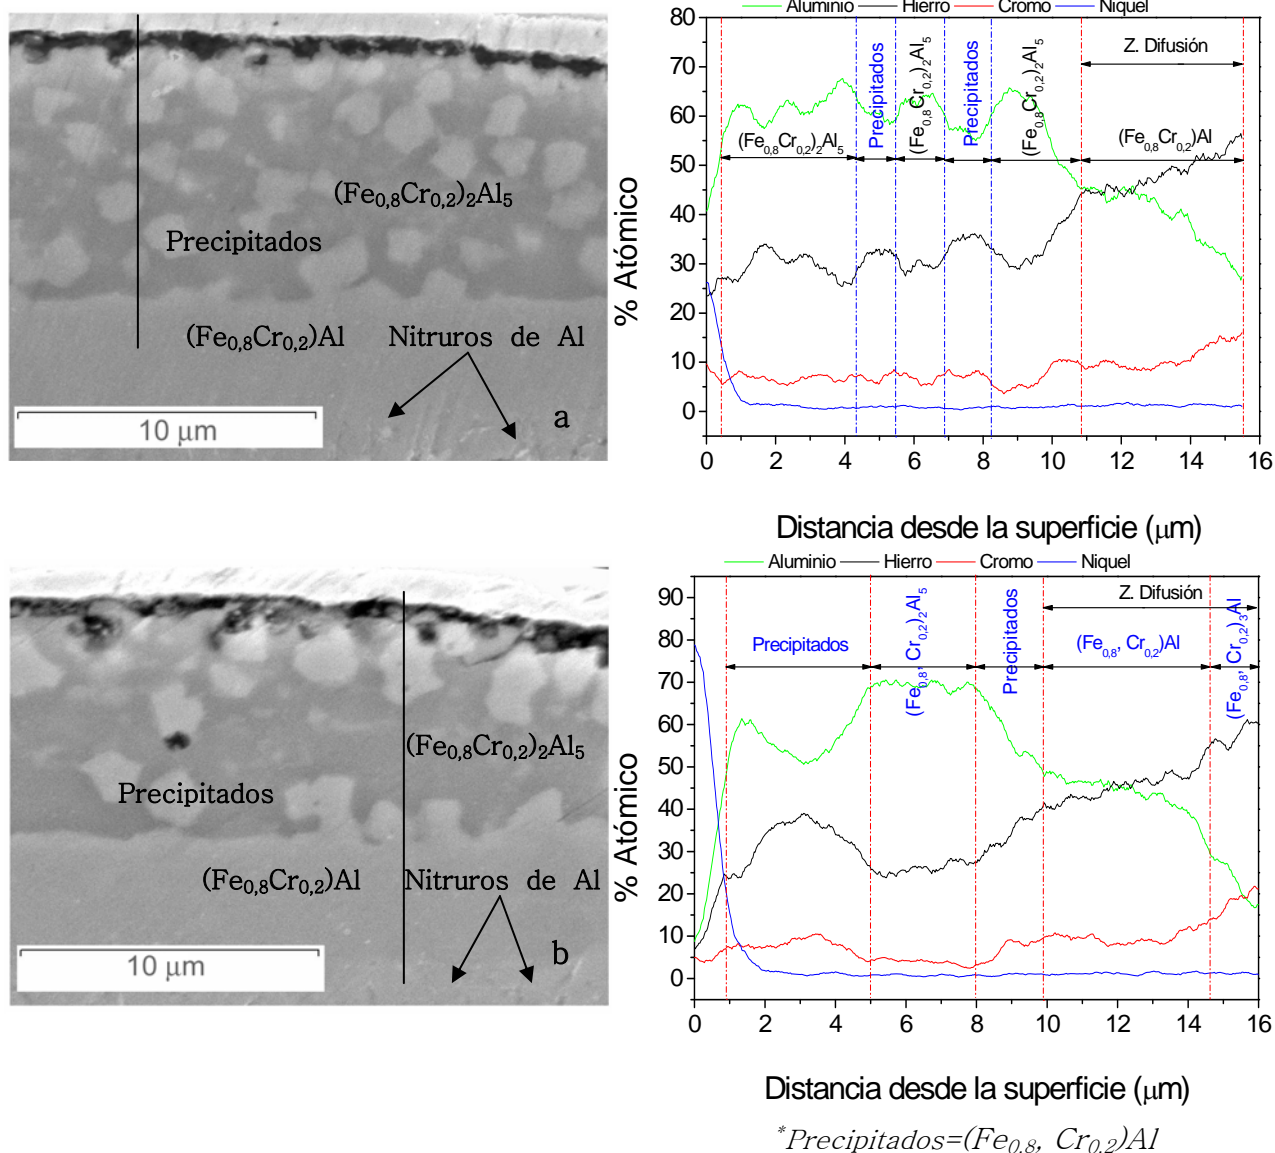 Aluminio Hierro Cromo Niquel
80
70
60
50
40
30
20
10
0
% Atómico
Precipitados
(Fe0,8Cr0,2)2Al5
Precipitados
(Fe0,8Cr0,2)2Al5
Z. Difusión
(Fe0,8Cr0,2)2Al5
(Fe0,8Cr0,2)Al
0 2 4 6 8 10 12 14 16
Distancia desde la superficie (μm)
(Fe0,8Cr0,2)2Al5
Precipitados
(Fe0,8Cr0,2)Al
Nitruros de Al
10 μm
a
Aluminio Hierro Cromo Niquel
90
80
70
60
50
40
30
20
10
0
% Atómico
Precipitados
(Fe0,8, Cr0,2)2Al5
Precipitados
Z. Difusión
(Fe0,8, Cr0,2)Al
(Fe0,8, Cr0,2)3Al
0 2 4 6 8 10 12 14 16
Distancia desde la superficie (μm)
(Fe0,8Cr0,2)2Al5
Precipitados
(Fe0,8Cr0,2)Al
Nitruros de Al
10 μm
b
*Precipitados=(Fe0,8, Cr0,2)Al